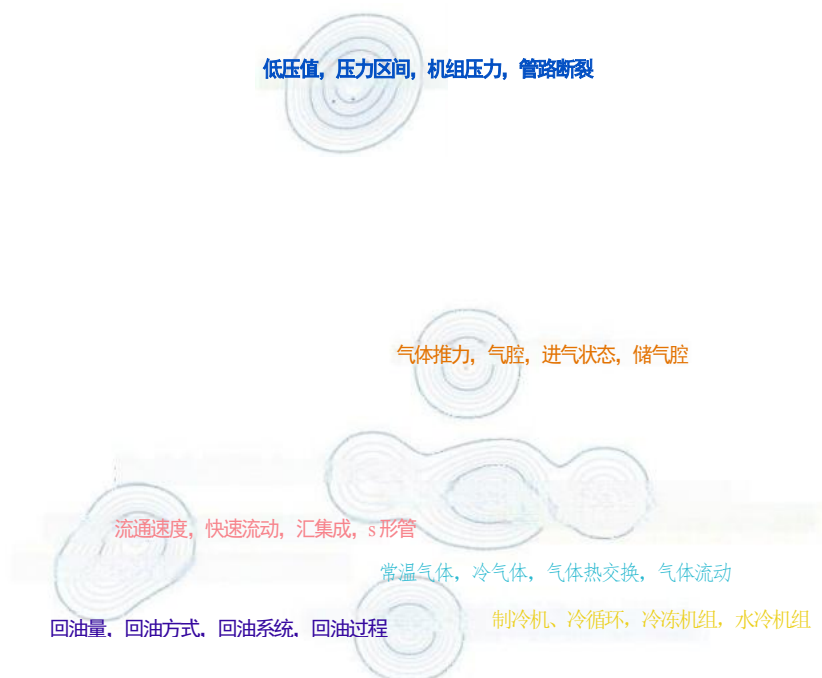 低压值，压力区间，机组压力，管路断裂
气体推力，气腔，进气状态，储气腔
流通速度，快速流动，汇集成，s形管
常温气体，冷气体，气体热交换，气体流动
制冷机、冷循环，冷冻机组，水冷机组
回油量，回油方式，回油系统，回油过程